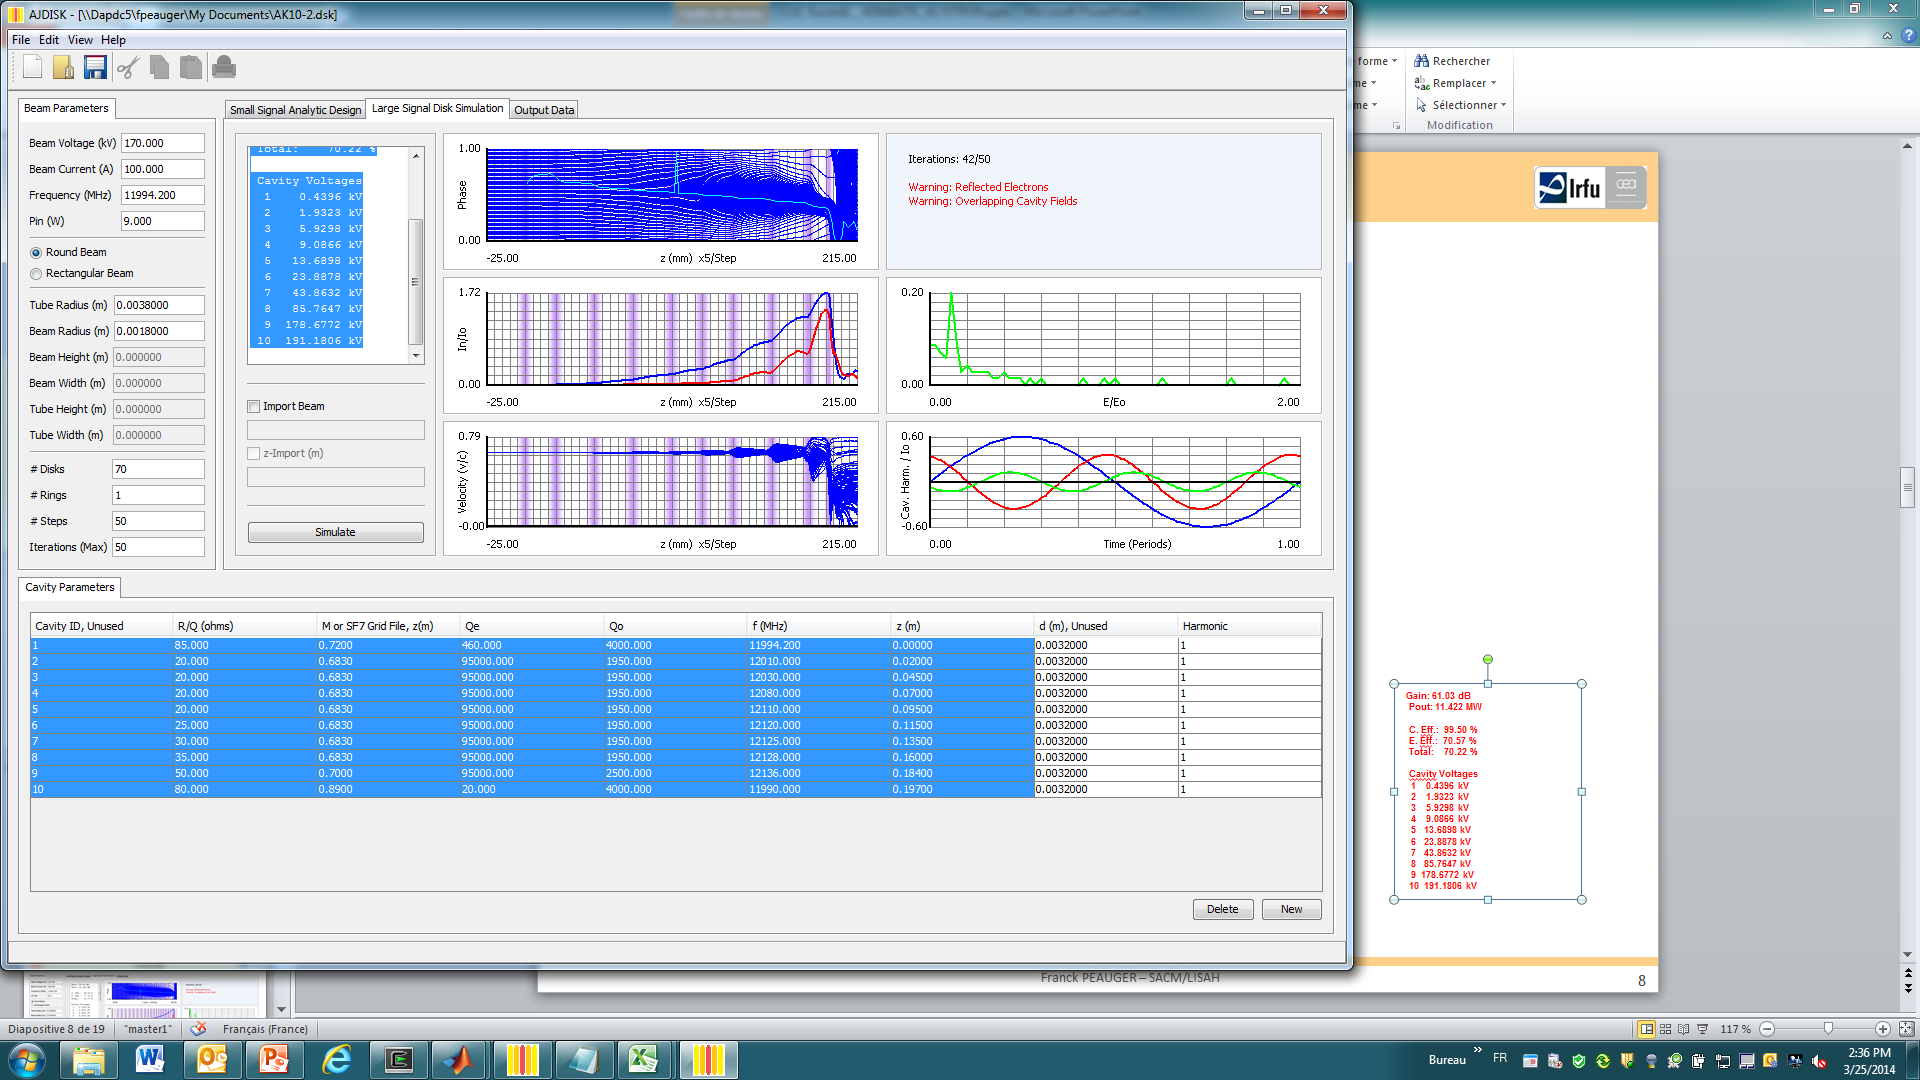 AJDISK - [\\Dapdc5\fpeauger\My Documents\AK10-2.dsk]
File Edit View Help
Beam Parameters
Beam Voltage (kV) 170.000
Beam Current (A) 100.000
Frequency (MHz) 11994.200
Pin (W) 9.000
Round Beam
Rectangular Beam
Tube Radius (m) 0.0038000
Beam Radius (m) 0.0018000
Beam Height (m) 0.000000
Beam Width (m) 0.000000
Tube Height (m) 0.000000
Tube Width (m) 0.000000
# Disks 70
# Rings 1
# Steps 50
Iterations (Max) 50
Small Signal Analytic Design Large Signal Disk Simulation Output Data
Total: 70.22 %
Cavity Voltages
1 0.4396 kV
2 1.9323 kV
3 5.9298 kV
4 9.0866 kV
5 13.6898 kV
6 23.8878 kV
7 43.8632 kV
8 85.7647 kV
9 178.6772 kV
10 191.1806 kV
Import Beam
z-Import (m)
Simulate
1.00
Phase
0.00
-25.00 z (mm) x5/Step 215.00
1.72
In/Io
0.00
-25.00 z (mm) x5/Step 215.00
0.79
Velocity (v/c)
-0.00
-25.00 z (mm) x5/Step 215.00
Iterations: 42/50
Warning: Reflected Electrons
Warning: Overlapping Cavity Fields
0.20
0.00
0.00 E/Eo 2.00
0.60
Cav. Harm. / Io
-0.60
0.00 Time (Periods) 1.00
Cavity Parameters
Cavity ID, Unused R/Q (ohms) M or SF7 Grid File, z(m) Qe Qo f (MHz) z (m) d (m), Unused Harmonic
1 85.000 0.7200 460.000 4000.000 11994.200 0.00000 0.0032000 1
2 20.000 0.6830 95000.000 1950.000 12010.000 0.02000 0.0032000 1
3 20.000 0.6830 95000.000 1950.000 12030.000 0.04500 0.0032000 1
4 20.000 0.6830 95000.000 1950.000 12080.000 0.07000 0.0032000 1
5 20.000 0.6830 95000.000 1950.000 12110.000 0.09500 0.0032000 1
6 25.000 0.6830 95000.000 1950.000 12120.000 0.11500 0.0032000 1
7 30.000 0.6830 95000.000 1950.000 12125.000 0.13500 0.0032000 1
8 35.000 0.6830 95000.000 1950.000 12128.000 0.16000 0.0032000 1
9 50.000 0.7000 95000.000 2500.000 12136.000 0.18400 0.0032000 1
10 80.000 0.8900 20.000 4000.000 11990.000 0.19700 0.0032000 1
Delete New
forme
me
me
Rechercher
Remplacer
Sélectionner
Modification
Irfu
cea
Gain: 61.03 dB
Pout: 11.422 MW
C. Eff.: 99.50 %
E. Eff.: 70.57 %
Total: 70.22 %
Cavity Voltages
1 0.4396 kV
2 1.9323 kV
3 5.9298 kV
4 9.0866 kV
5 13.6898 kV
6 23.8878 kV
7 43.8632 kV
8 85.7647 kV
9 178.6772 kV
10 191.1806 kV
Franck PEAUGER – SACM/LISAH
8
Diapositive 8 de 19 "master1" Français (France) 117 %
Bureau FR
2:36 PM
3/25/2014